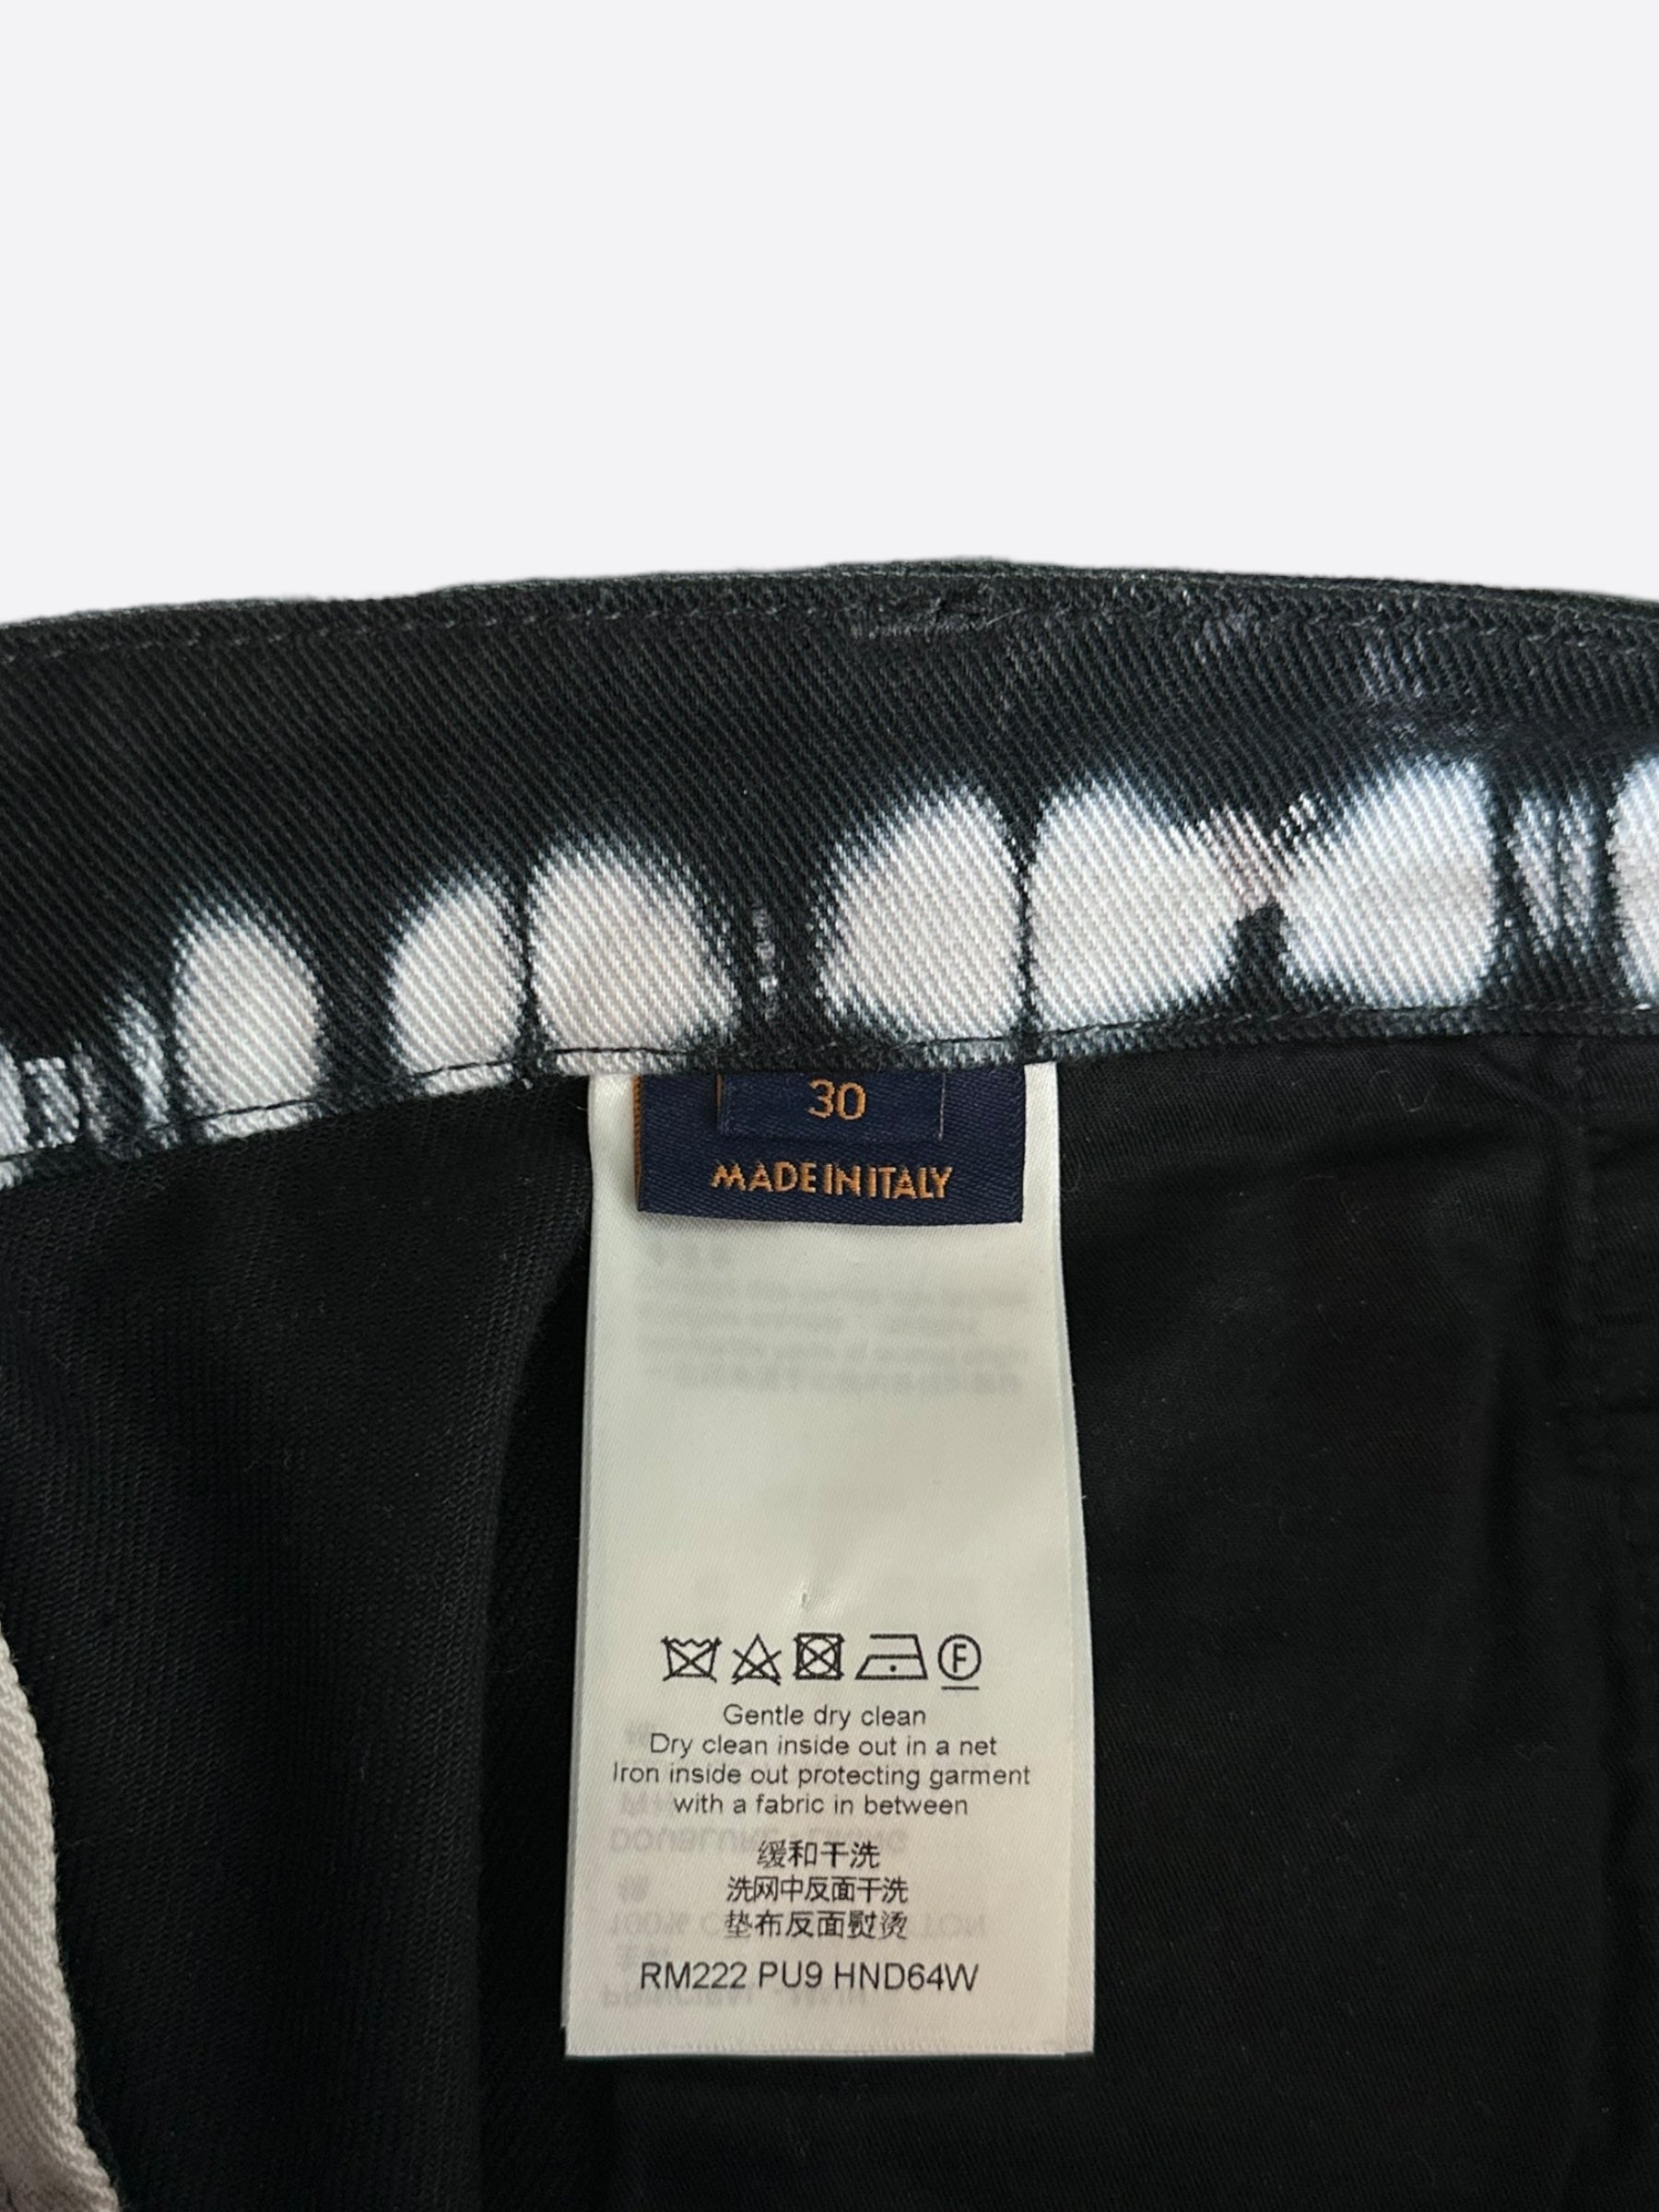 30
MADE IN ITALY
F
Gentle dry clean
Dry clean inside out in a net
Iron inside out protecting garment
with a fabric in between
缓和干洗
洗网中反面干洗
垫布反面熨烫
RM222 PU9 HND64W